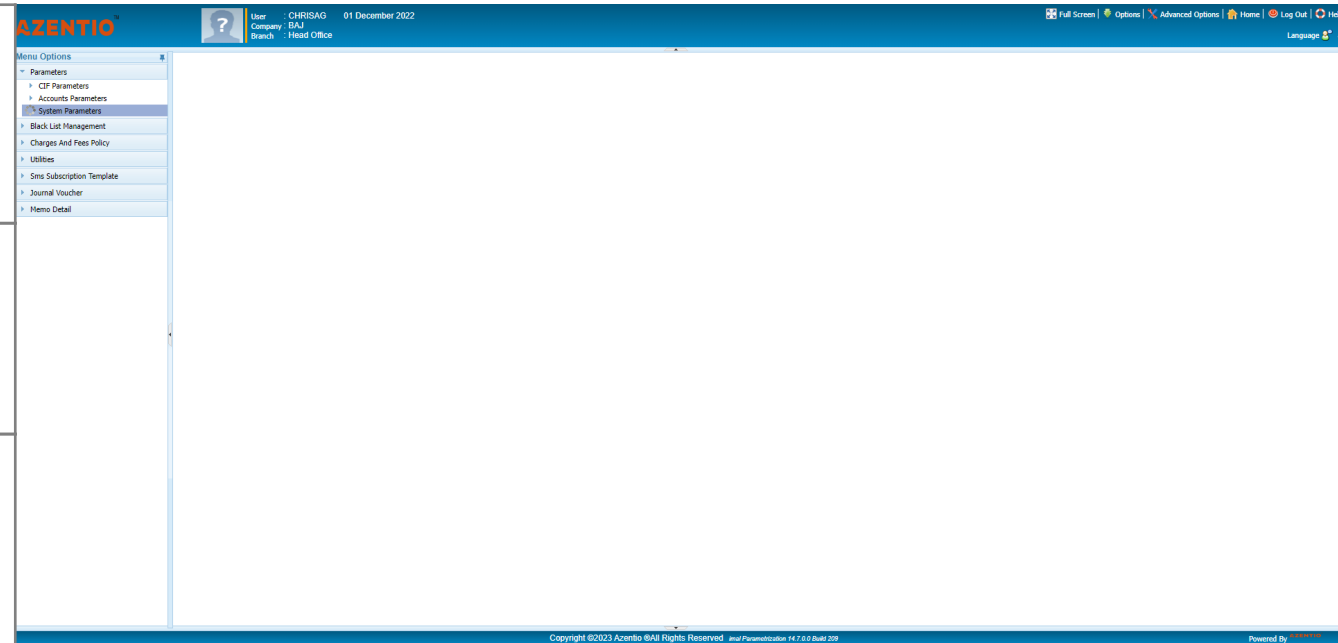 AZENTIO
User : CHRISAG 01 December 2022
Company : BAJ
Branch : Head Office
Full Screen | Options | Advanced Options | Home | Log Out | He
Language
Menu Options
Parameters
CIF Parameters
Accounts Parameters
System Parameters
Black List Management
Charges And Fees Policy
Utilities
Sms Subscription Template
Journal Voucher
Memo Detail
Copyright ©2023 Azentio ®All Rights Reserved imal Parametrization 14.7.0.0 Build 209
Powered By AZENTIO